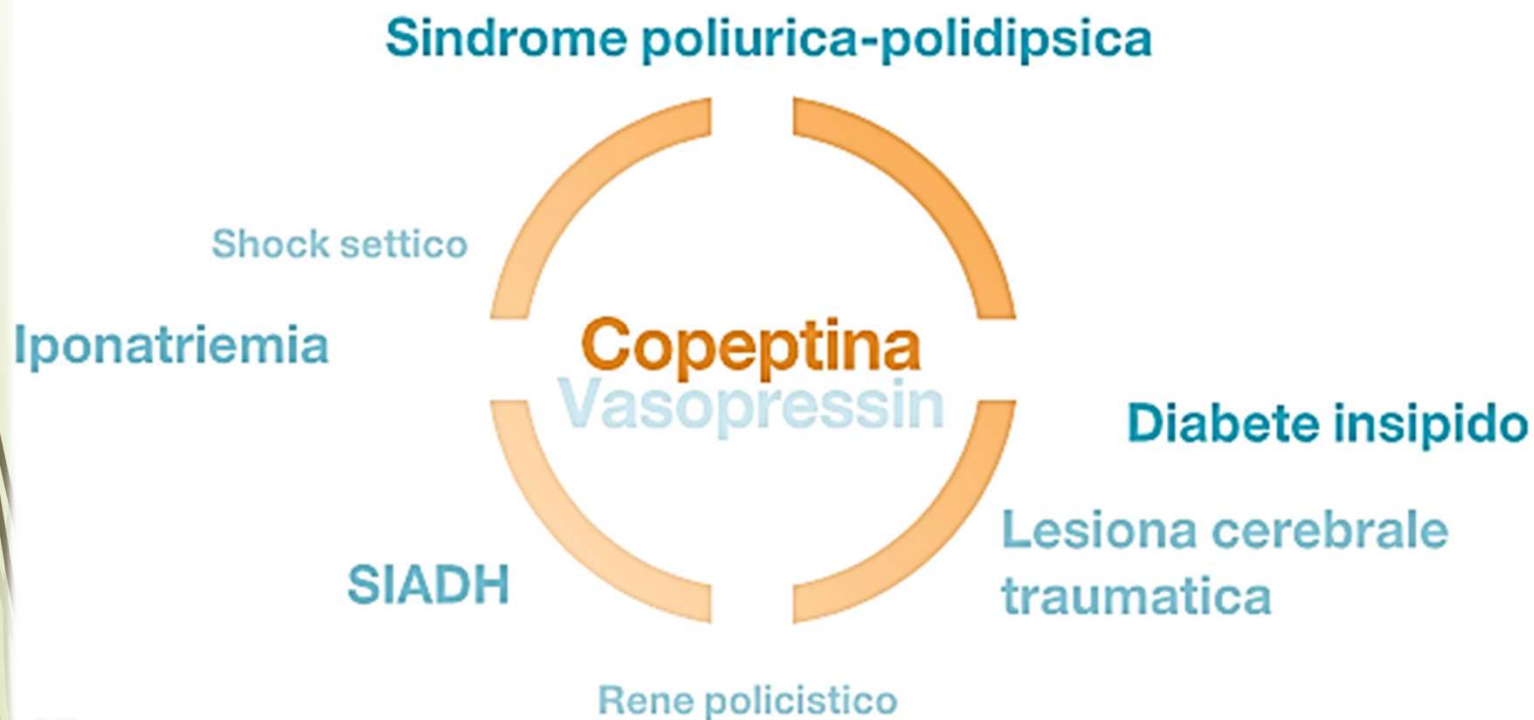 Sindrome poliurica-polidipsica
Shock settico
Iponatriemia
Copeptina
Vasopressin
Diabete insipido
Lesiona cerebrale
traumatica
SIADH
Rene policistico